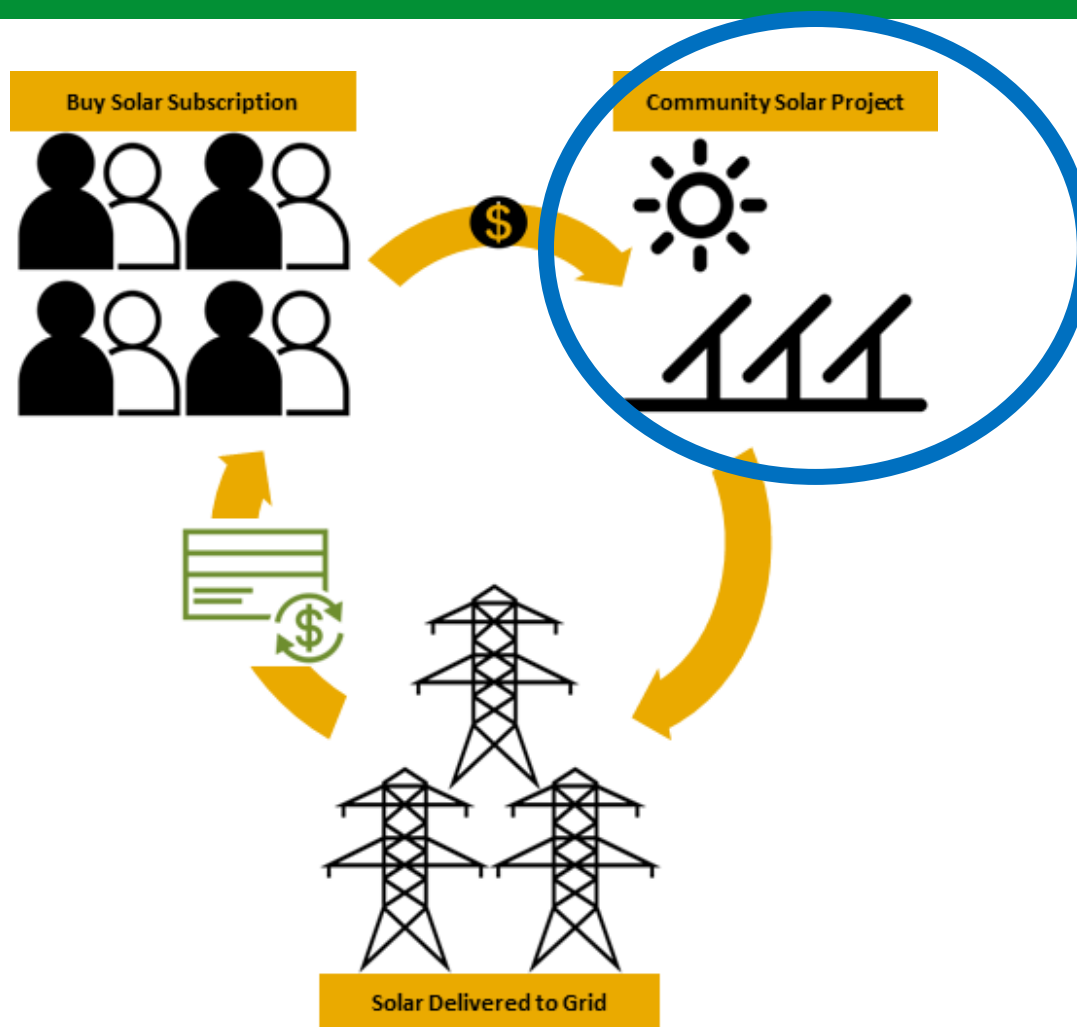 Buy Solar Subscription
Community Solar Project
$
$
Solar Delivered to Grid